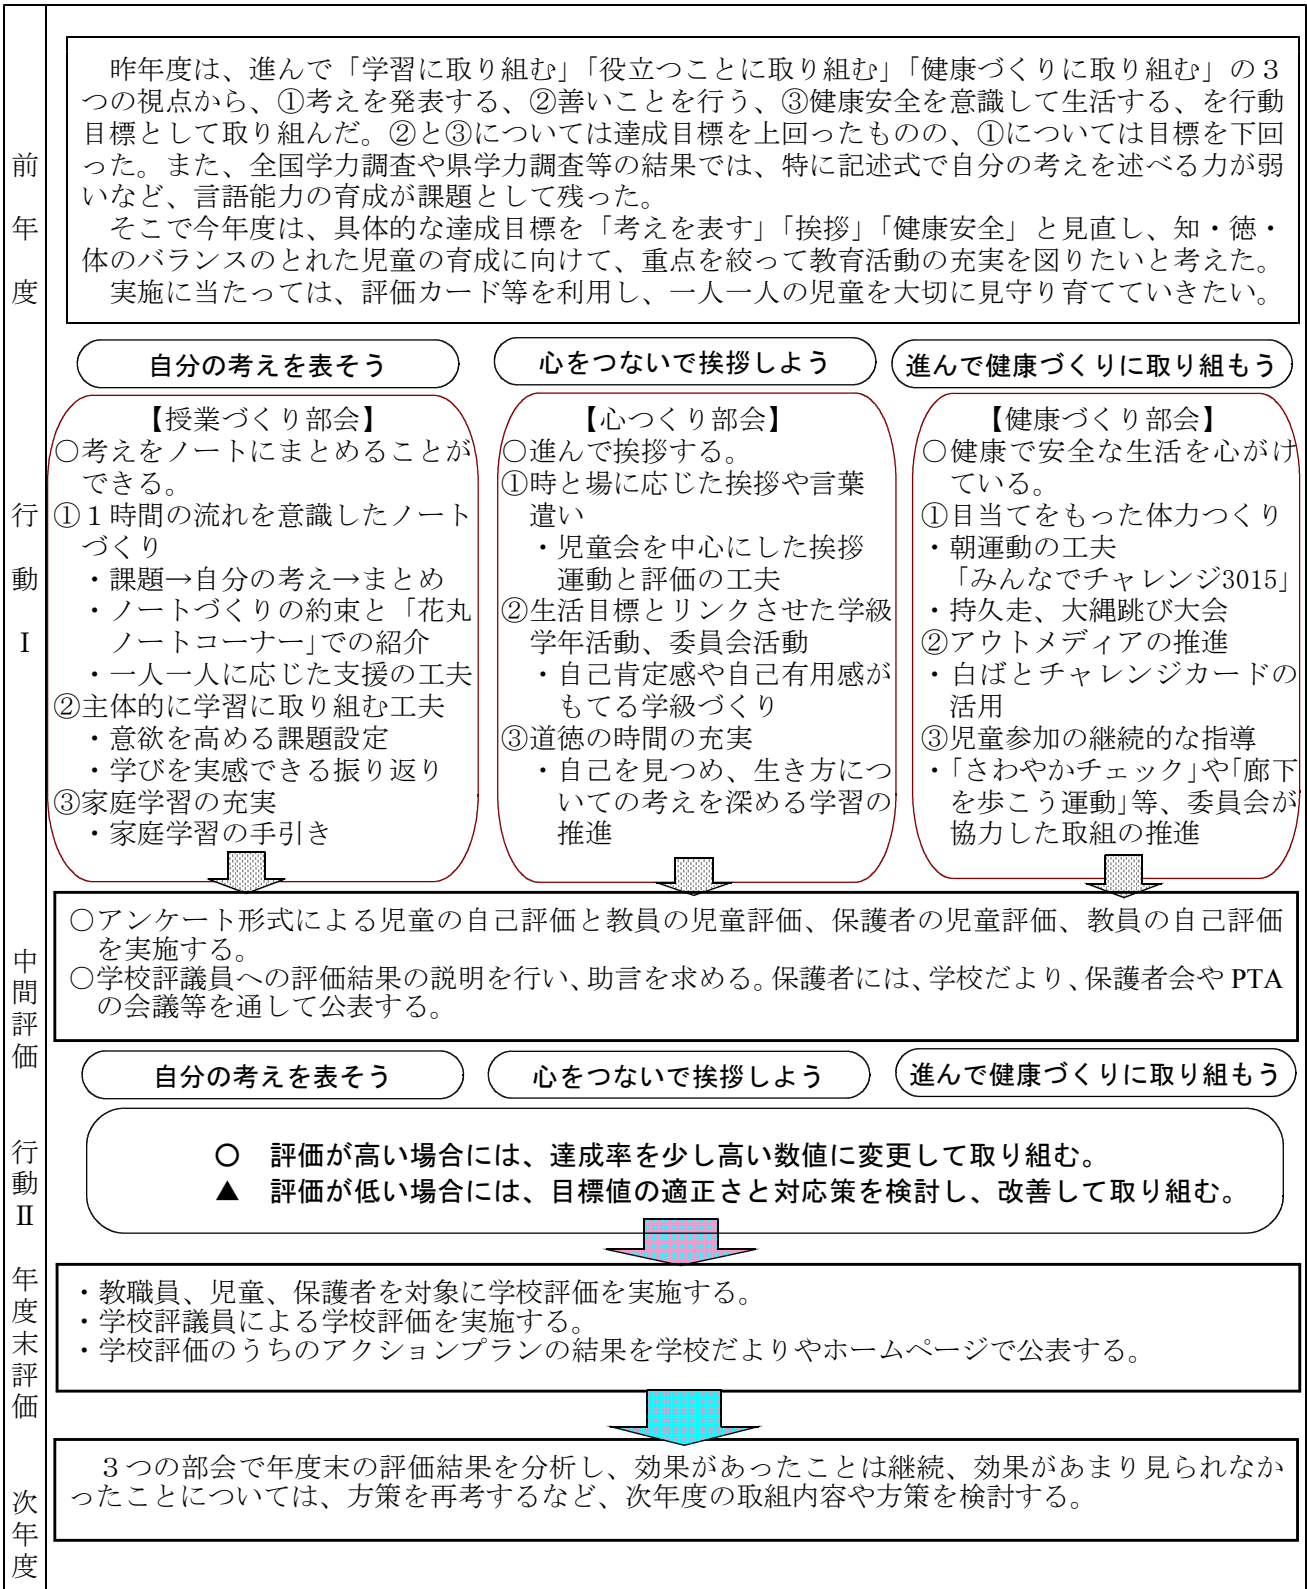 前年度
昨年度は、進んで「学習に取り組む」「役立つことに取り組む」「健康づくりに取り組む」の３
つの視点から、①考えを発表する、②善いことを行う、③健康安全を意識して生活する、を行動
目標として取り組んだ。②と③については達成目標を上回ったものの、①については目標を下回
った。また、全国学力調査や県学力調査等の結果では、特に記述式で自分の考えを述べる力が弱
いなど、言語能力の育成が課題として残った。
そこで今年度は、具体的な達成目標を「考えを表す」「挨拶」「健康安全」と見直し、知・徳・
体のバランスのとれた児童の育成に向けて、重点を絞って教育活動の充実を図りたいと考えた。
実施に当たっては、評価カード等を利用し、一人一人の児童を大切に見守り育てていきたい。
行動Ⅰ
自分の考えを表そう
【授業づくり部会】
○考えをノートにまとめることが
できる。
①１時間の流れを意識したノート
づくり
・課題→自分の考え→まとめ
・ノートづくりの約束と「花丸
ノートコーナー」での紹介
・一人一人に応じた支援の工夫
②主体的に学習に取り組む工夫
・意欲を高める課題設定
・学びを実感できる振り返り
③家庭学習の充実
・家庭学習の手引き
心をつないで挨拶しよう
【心つくり部会】
○進んで挨拶する。
①時と場に応じた挨拶や言葉
遣い
・児童会を中心にした挨拶
運動と評価の工夫
②生活目標とリンクさせた学級
学年活動、委員会活動
・自己肯定感や自己有用感が
もてる学級づくり
③道徳の時間の充実
・自己を見つめ、生き方につ
いての考えを深める学習の
推進
進んで健康づくりに取り組もう
【健康づくり部会】
○健康で安全な生活を心がけ
ている。
①目当てをもった体力つくり
・朝運動の工夫
「みんなでチャレンジ3015」
・持久走、大縄跳び大会
②アウトメディアの推進
・白ばとチャレンジカードの
活用
③児童参加の継続的な指導
・「さわやかチェック」や「廊下
を歩こう運動」等、委員会が
協力した取組の推進
中間評価
○アンケート形式による児童の自己評価と教員の児童評価、保護者の児童評価、教員の自己評価
を実施する。
○学校評議員への評価結果の説明を行い、助言を求める。保護者には、学校だより、保護者会や PTA
の会議等を通して公表する。
自分の考えを表そう
心をつないで挨拶しよう
進んで健康づくりに取り組もう
行動Ⅱ
○　評価が高い場合には、達成率を少し高い数値に変更して取り組む。
▲　評価が低い場合には、目標値の適正さと対応策を検討し、改善して取り組む。
年度末評価
・教職員、児童、保護者を対象に学校評価を実施する。
・学校評議員による学校評価を実施する。
・学校評価のうちのアクションプランの結果を学校だよりやホームページで公表する。
次年度
３つの部会で年度末の評価結果を分析し、効果があったことは継続、効果があまり見られなか
ったことについては、方策を再考するなど、次年度の取組内容や方策を検討する。